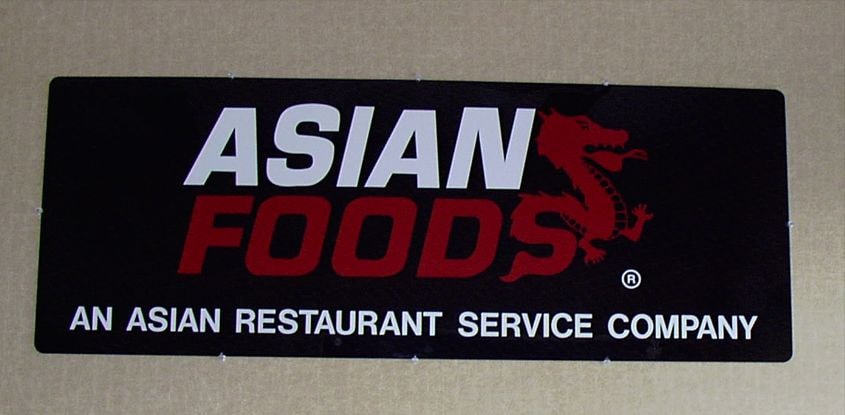 ASIAN
FOODS
®
AN ASIAN RESTAURANT SERVICE COMPANY